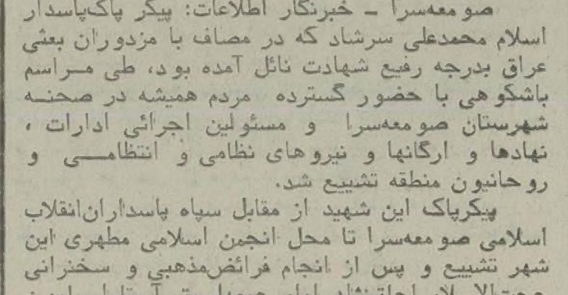 صومعه‌سرا ـ خبرنگار اطلاعات: پیکر پاک‌پاسدار
اسلام محمدعلی سرشاد که در مصاف با مزدوران بعثی
عراق بدرجه رفیع شهادت نائل آمده بود، طی مراسم
باشکوهی با حضور گسترده مردم همیشه در صحنه
شهرستان صومعه‌سرا و مسئولین اجرائی ادارات ،
نهادها و ارگانها و نیروهای نظامی و انتظامی و
روحانیون منطقه تشییع شد.
پیکرپاک این شهید از مقابل سپاه پاسداران‌انقلاب
اسلامی صومعه‌سرا تا محل انجمن اسلامی مطهری این
شهر تشییع و پس از انجام فرائض‌مذهبی و سخنرانی